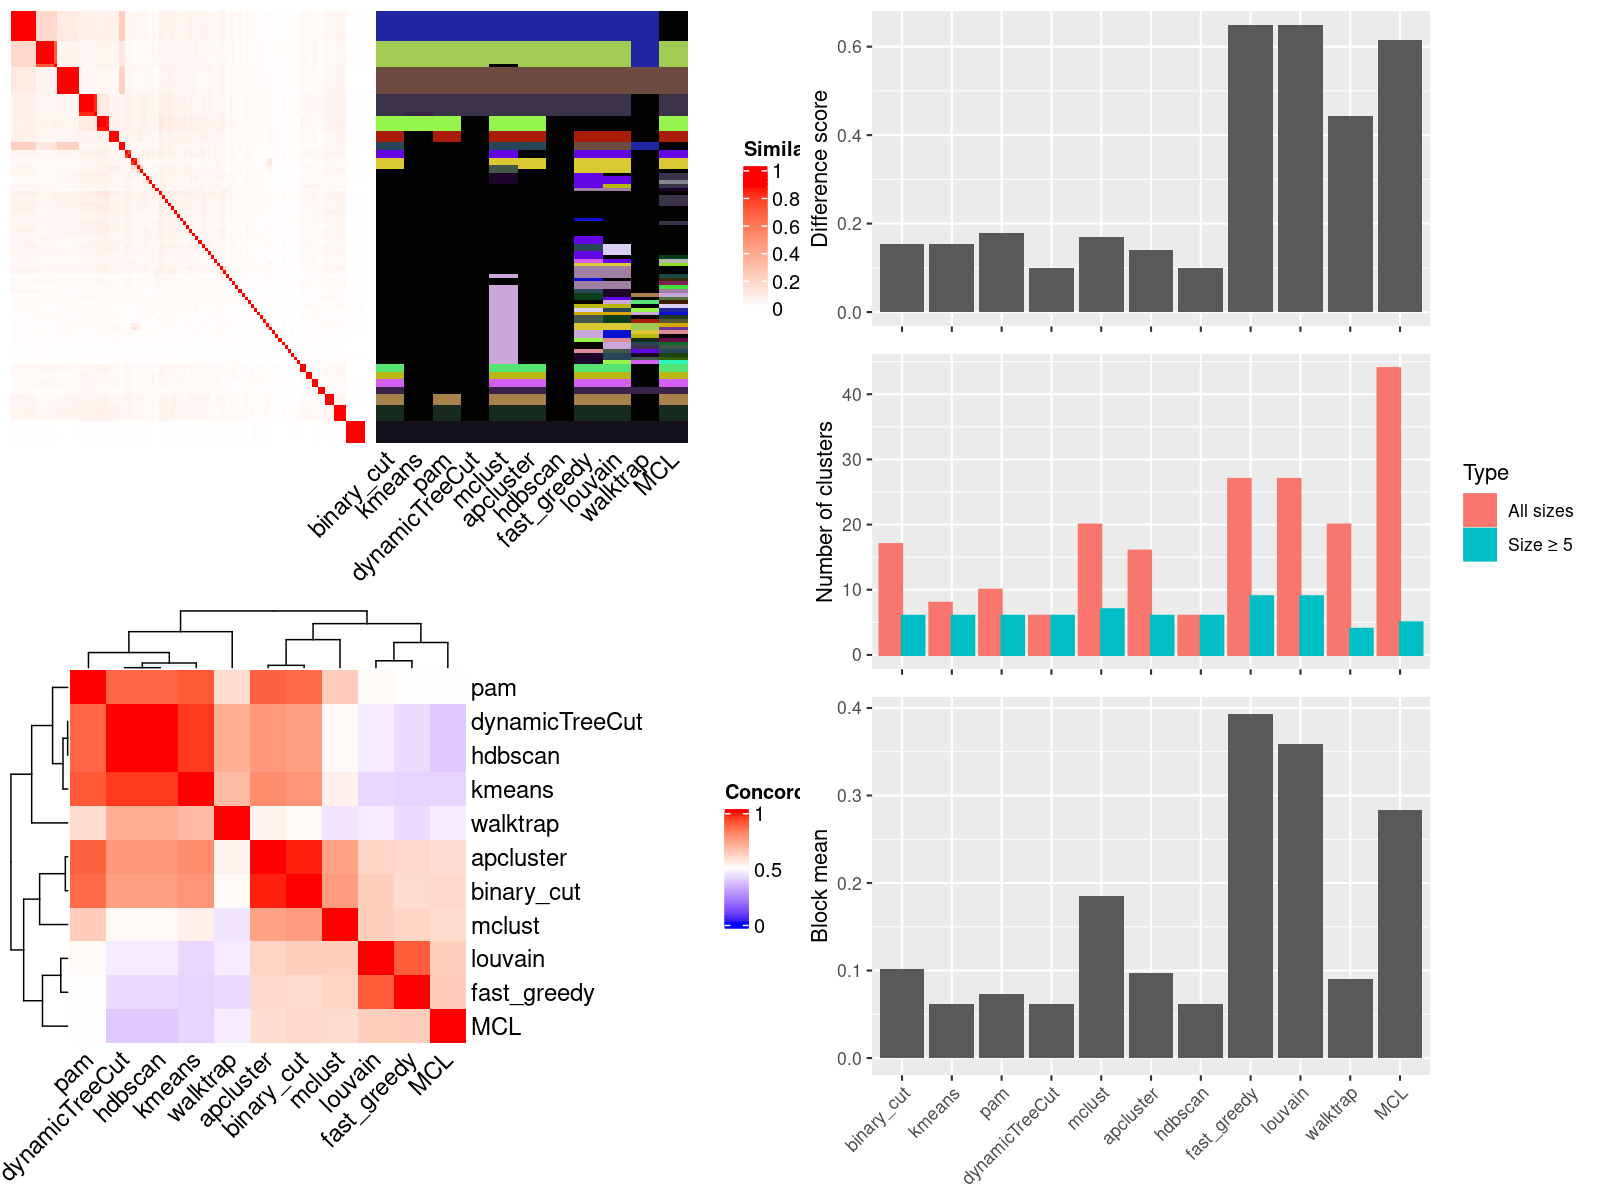 Simila
1
0.8
0.6
0.4
0.2
0
binary_cut
kmeans
pam
dynamicTreeCut
mclust
apcluster
hdbscan
fast_greedy
louvain
walktrap
MCL
pam
dynamicTreeCut
hdbscan
kmeans
walktrap
apcluster
binary_cut
mclust
louvain
fast_greedy
MCL
pam
dynamicTreeCut
hdbscan
kmeans
walktrap
apcluster
binary_cut
mclust
louvain
fast_greedy
MCL
Concord
1
0.5
0
Difference score
0.6
0.4
0.2
0.0
Number of clusters
40
30
20
10
0
Type
All sizes
Size ≥ 5
Block mean
0.4
0.3
0.2
0.1
0.0
binary_cut
kmeans
pam
dynamicTreeCut
mclust
apcluster
hdbscan
fast_greedy
louvain
walktrap
MCL